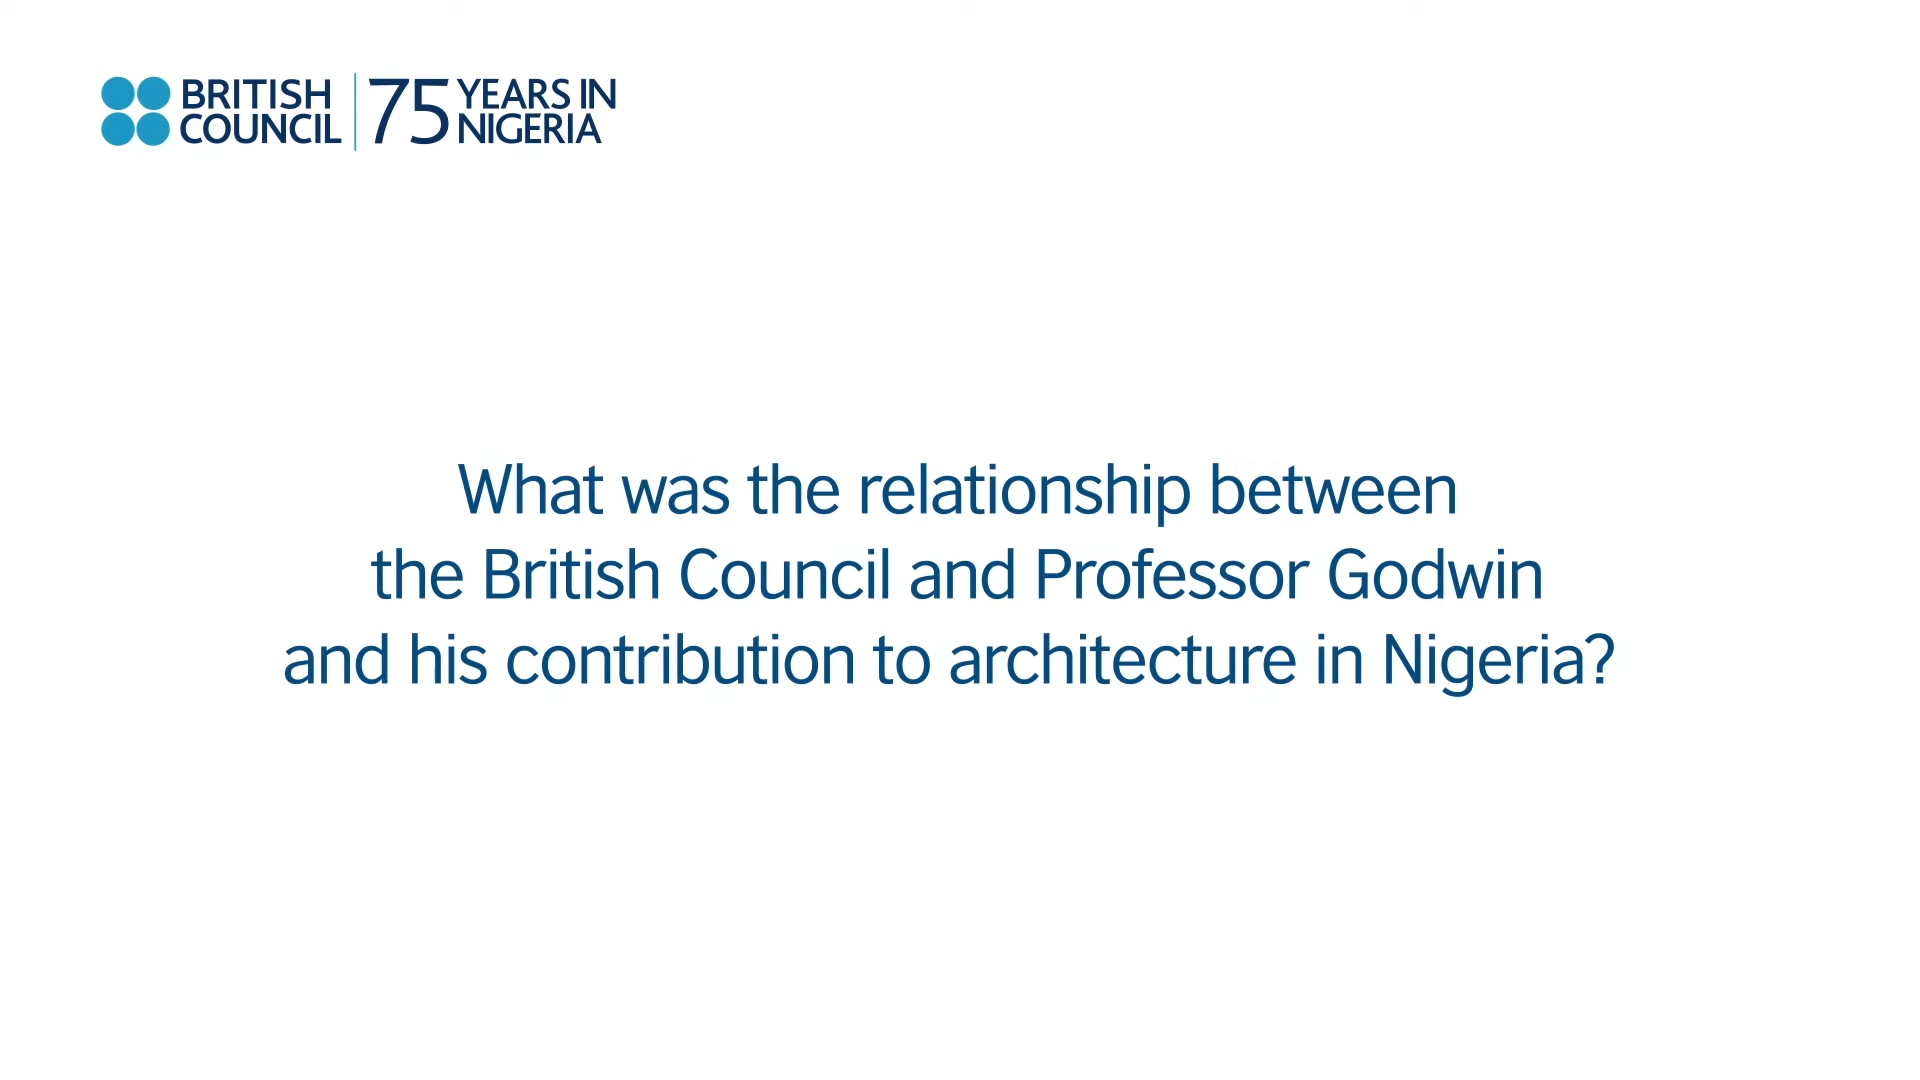 BRITISH
COUNCIL
75
YEARS IN
NIGERIA
What was the relationship between
the British Council and Professor Godwin
and his contribution to architecture in Nigeria?